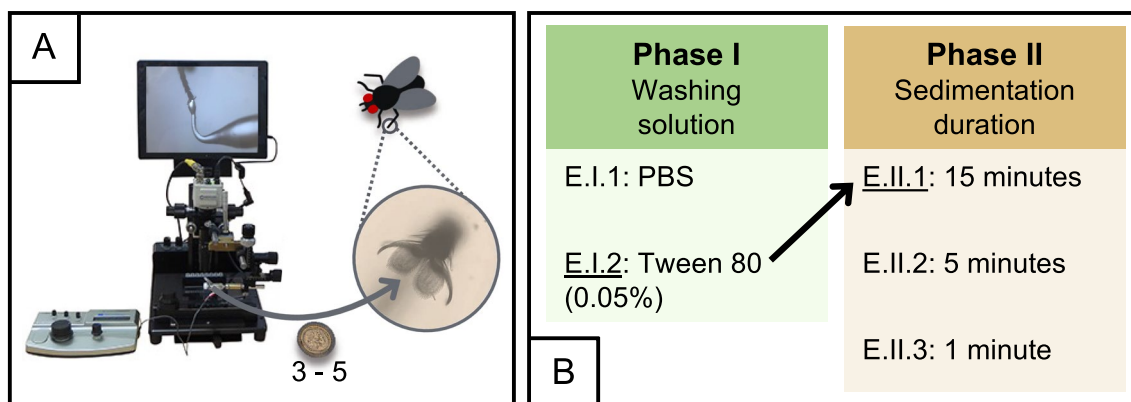 A
3 - 5
B
Phase I
Washing
solution
E.I.1: PBS
E.I.2: Tween 80
(0.05%)
Phase II
Sedimentation
duration
E.II.1: 15 minutes
E.II.2: 5 minutes
E.II.3: 1 minute